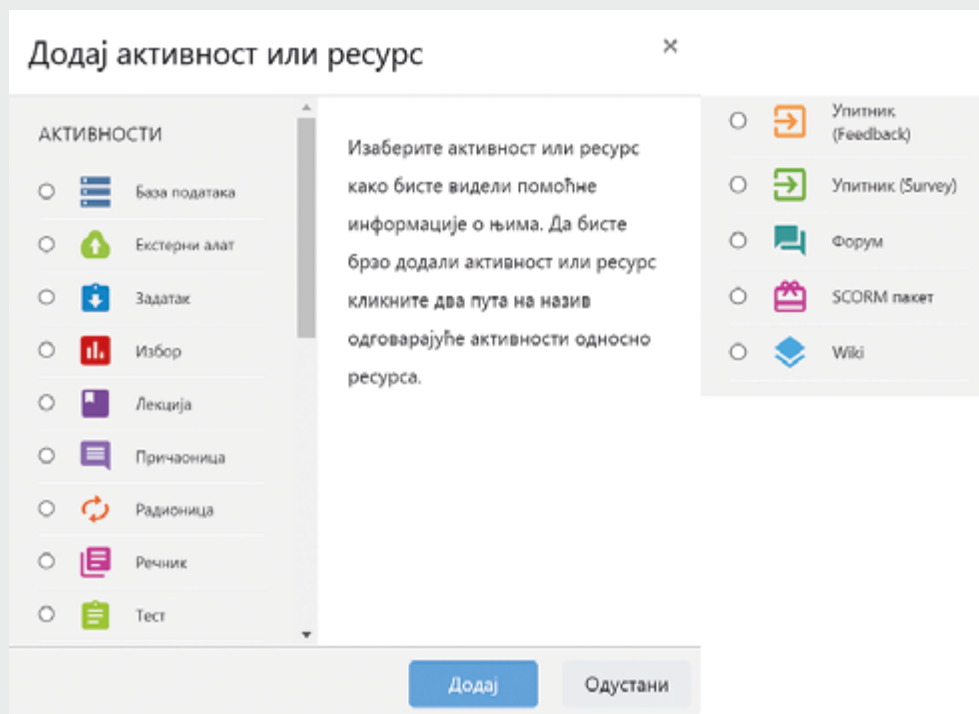 Додај активност или ресурс
×
АКТИВНОСТИ
База података
Екстерни алат
Задатак
Избор
Лекција
Причаоница
Радионица
Речник
Тест
Изаберите активност или ресурс
како бисте видели помоћне
информације о њима. Да бисте
брзо додали активност или ресурс
кликните два пута на назив
одговарајуће активности односно
ресурса.
Упитник
(Feedback)
Упитник (Survey)
Форум
SCORM пакет
Wiki
Додај
Одустани